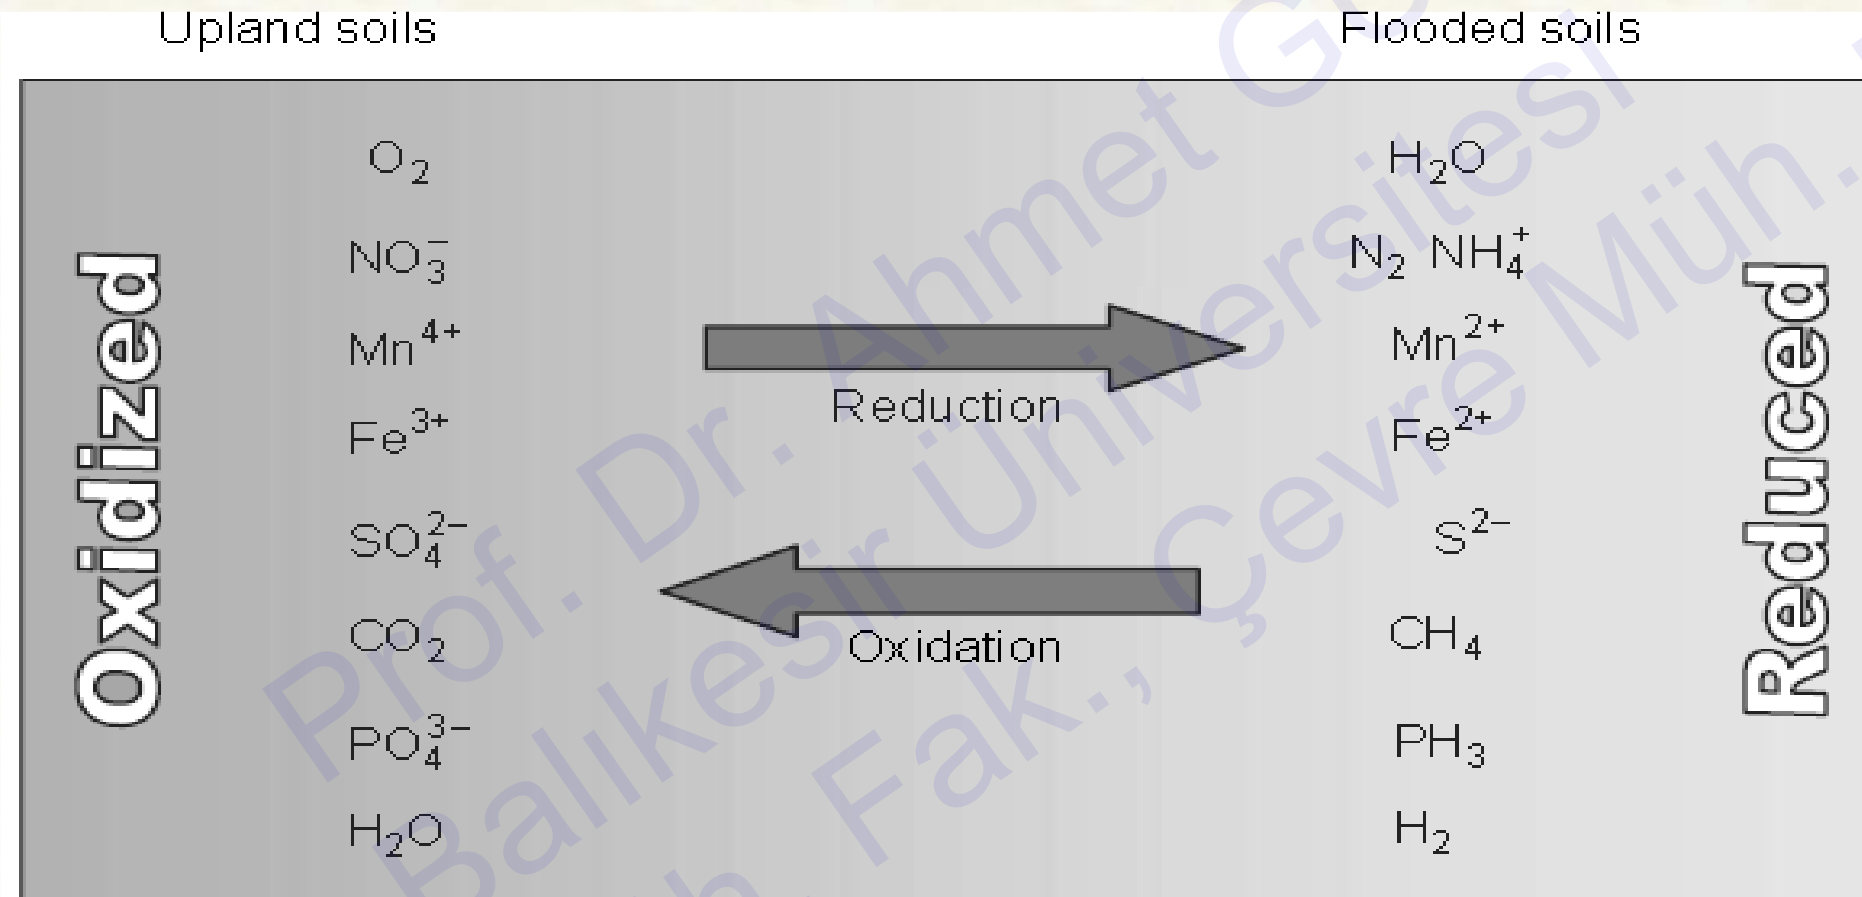 Upland soils Flooded soils
Oxidized
Reduced
O₂ H₂O
NO₃⁻ N₂ NH₄⁺
Mn⁴⁺ Mn²⁺
Reduction
Fe³⁺ Fe²⁺
SO₄²⁻ S²⁻
Oxidation
CO₂ CH₄
PO₄³⁻ PH₃
H₂O H₂
Prof. Dr. Ahmet
Balıkesir Üniversitesi
Fak., Çevre Müh.